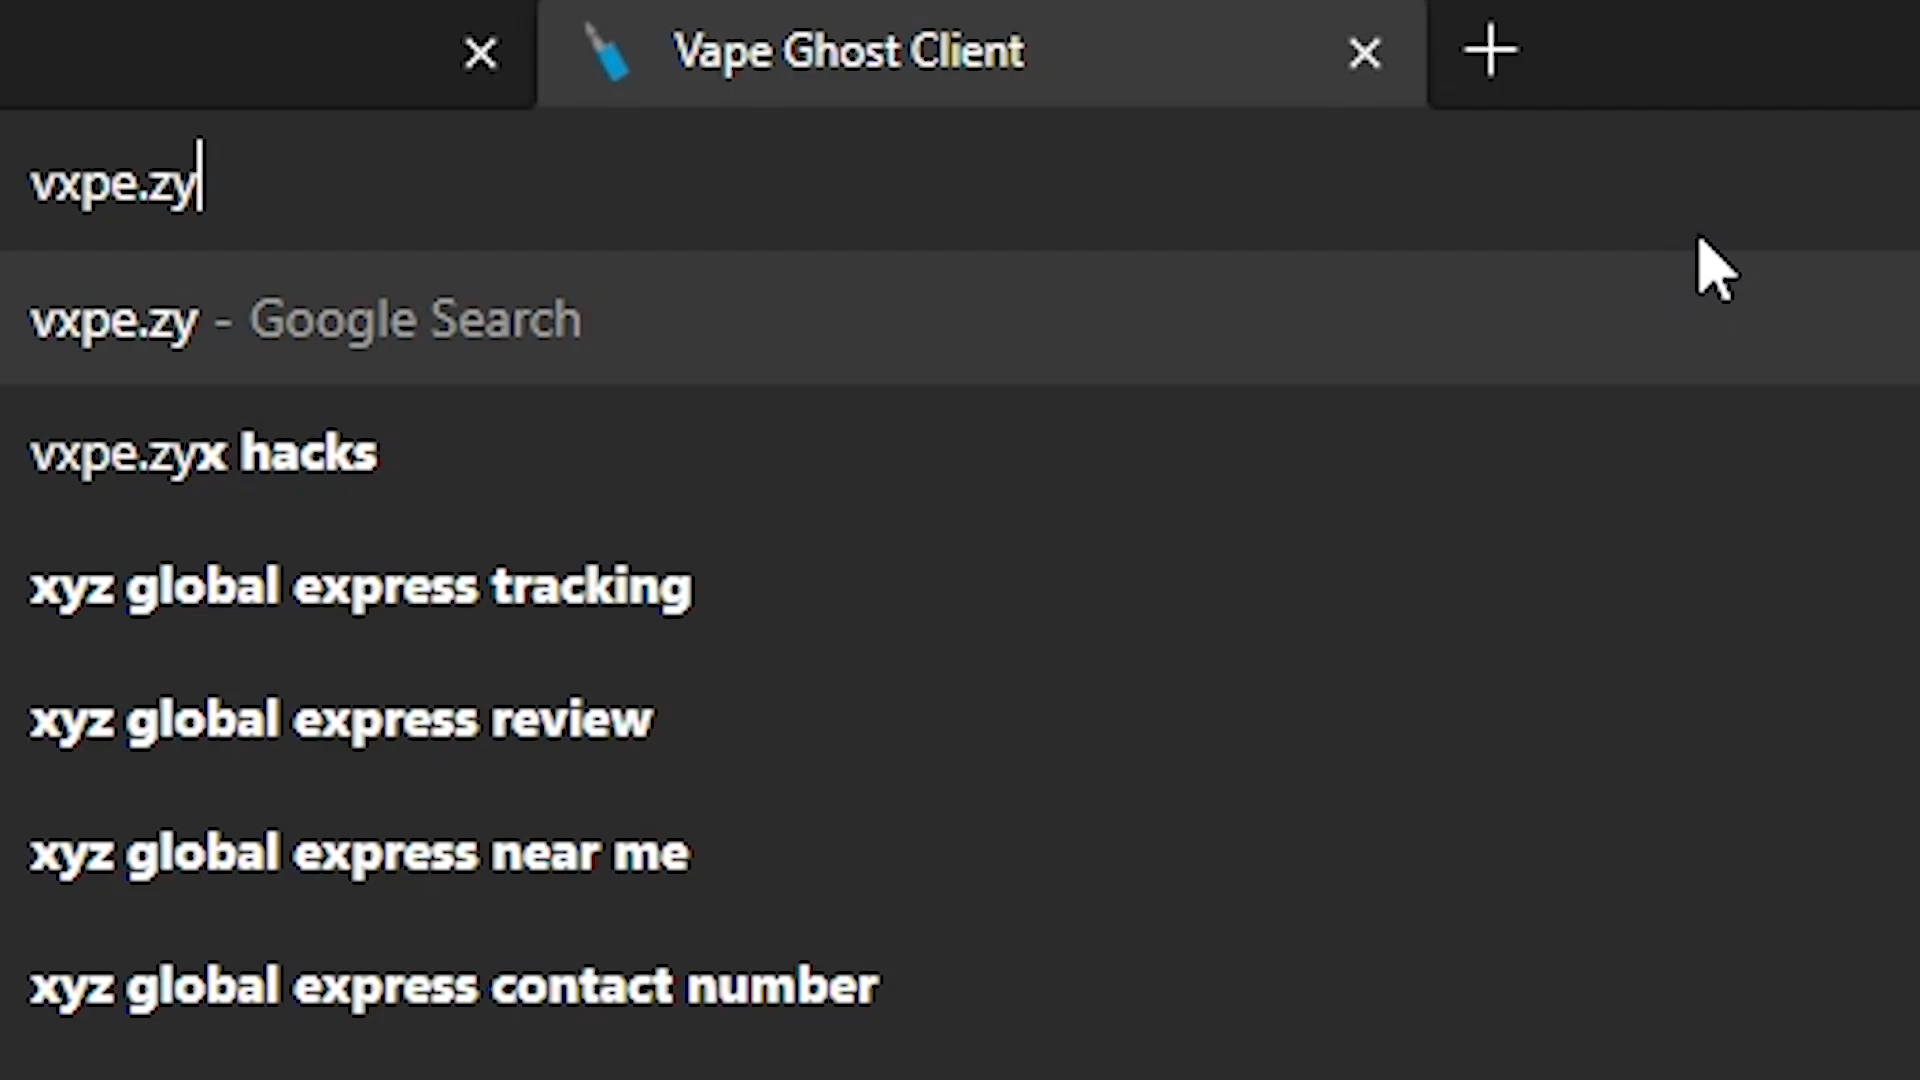 Vape Ghost Client
vxpe.zy
vxpe.zy - Google Search
vxpe.zyx hacks
xyz global express tracking
xyz global express review
xyz global express near me
xyz global express contact number